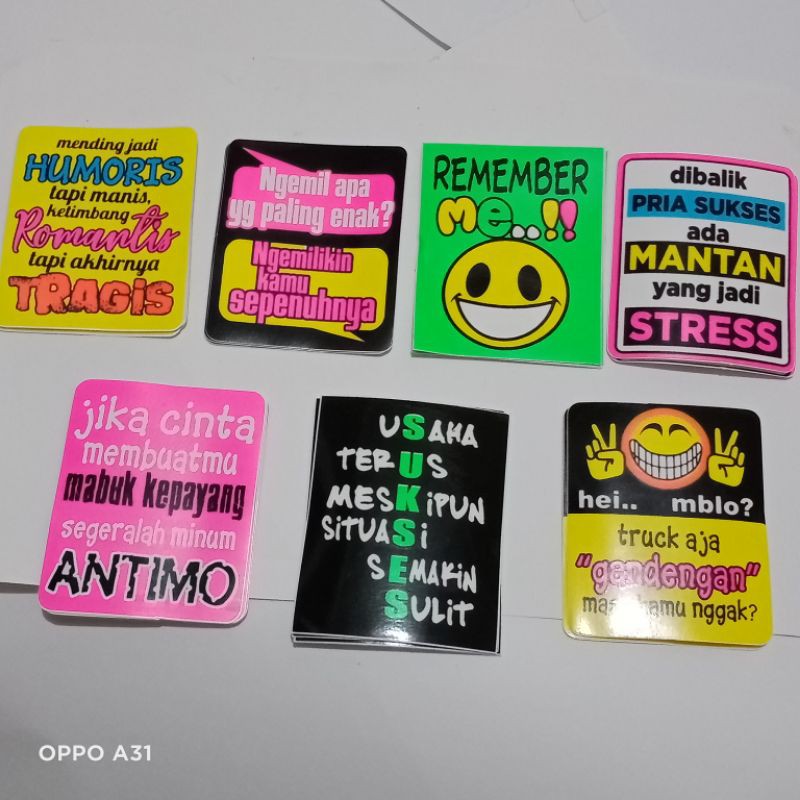 mending jadi
HUMORIS
tapi manis,
ketimbang
Romantis
tapi akhirnya
TRAGIS
Ngemil apa
yg paling enak?
Ngemilikin
kamu
sepenuhnya
REMEMBER
me..!!
dibalik
PRIA SUKSES
ada
MANTAN
yang jadi
STRESS
jika cinta
membuatmu
mabuk kepayang
segeralah minum
ANTIMO
USAHA
TERUS
MESKIPUN
SITUASI
SEMAKIN
SULIT
hei.. mblo?
truck aja
"gandengan"
kamu nggak?
OPPO A31